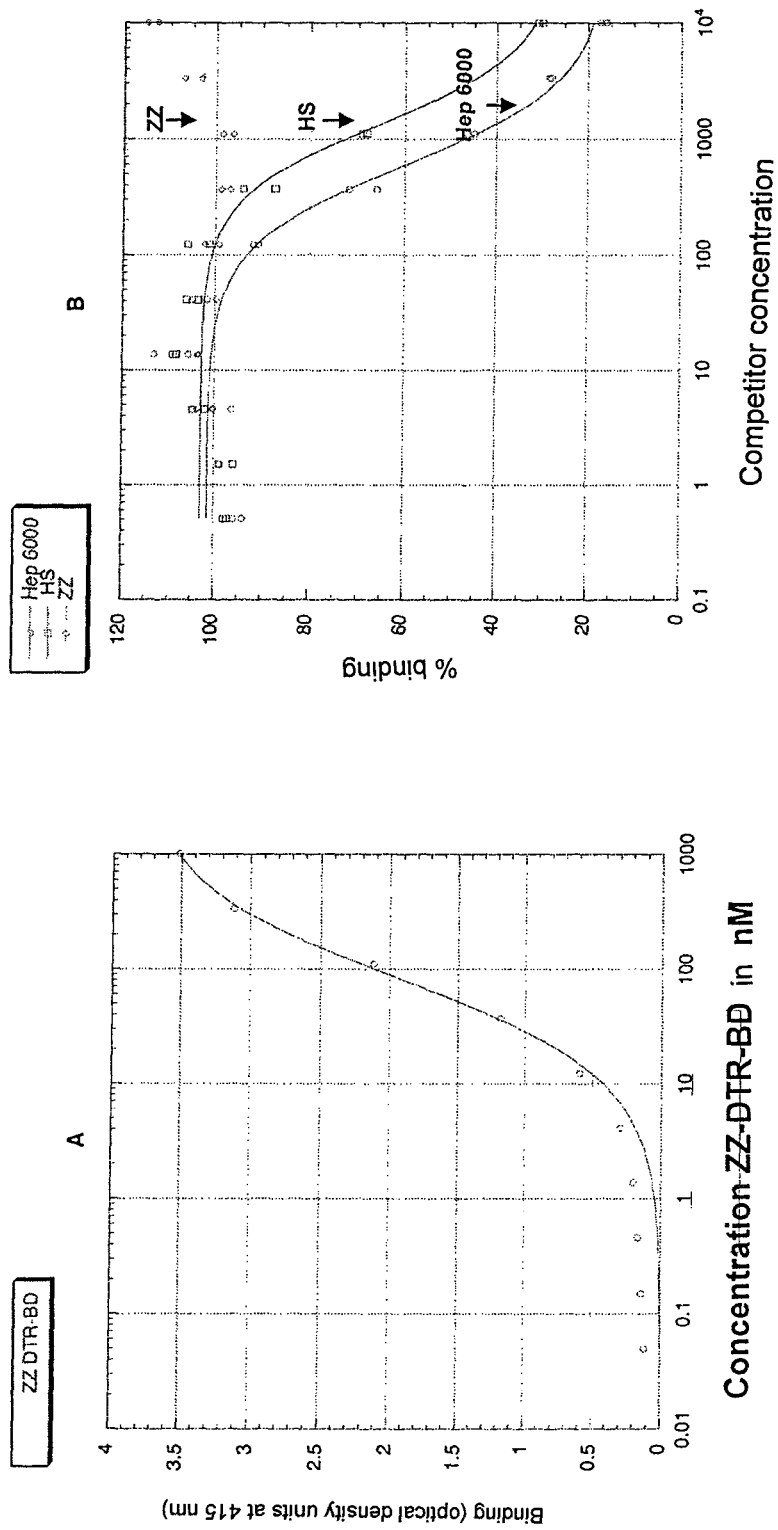 A
ZZ DTR-BD
Binding (optical density units at 415 nm)
4
3.5
3
2.5
2
1.5
1
0.5
0
0.01
0.1
1
10
100
1000
Concentration ZZ-DTR-BD in nM
B
Hep 6000
HS
ZZ
% binding
120
100
80
60
40
20
0
0.1
1
10
100
1000
10⁴
Competitor concentration
ZZ
HS
Hep 6000